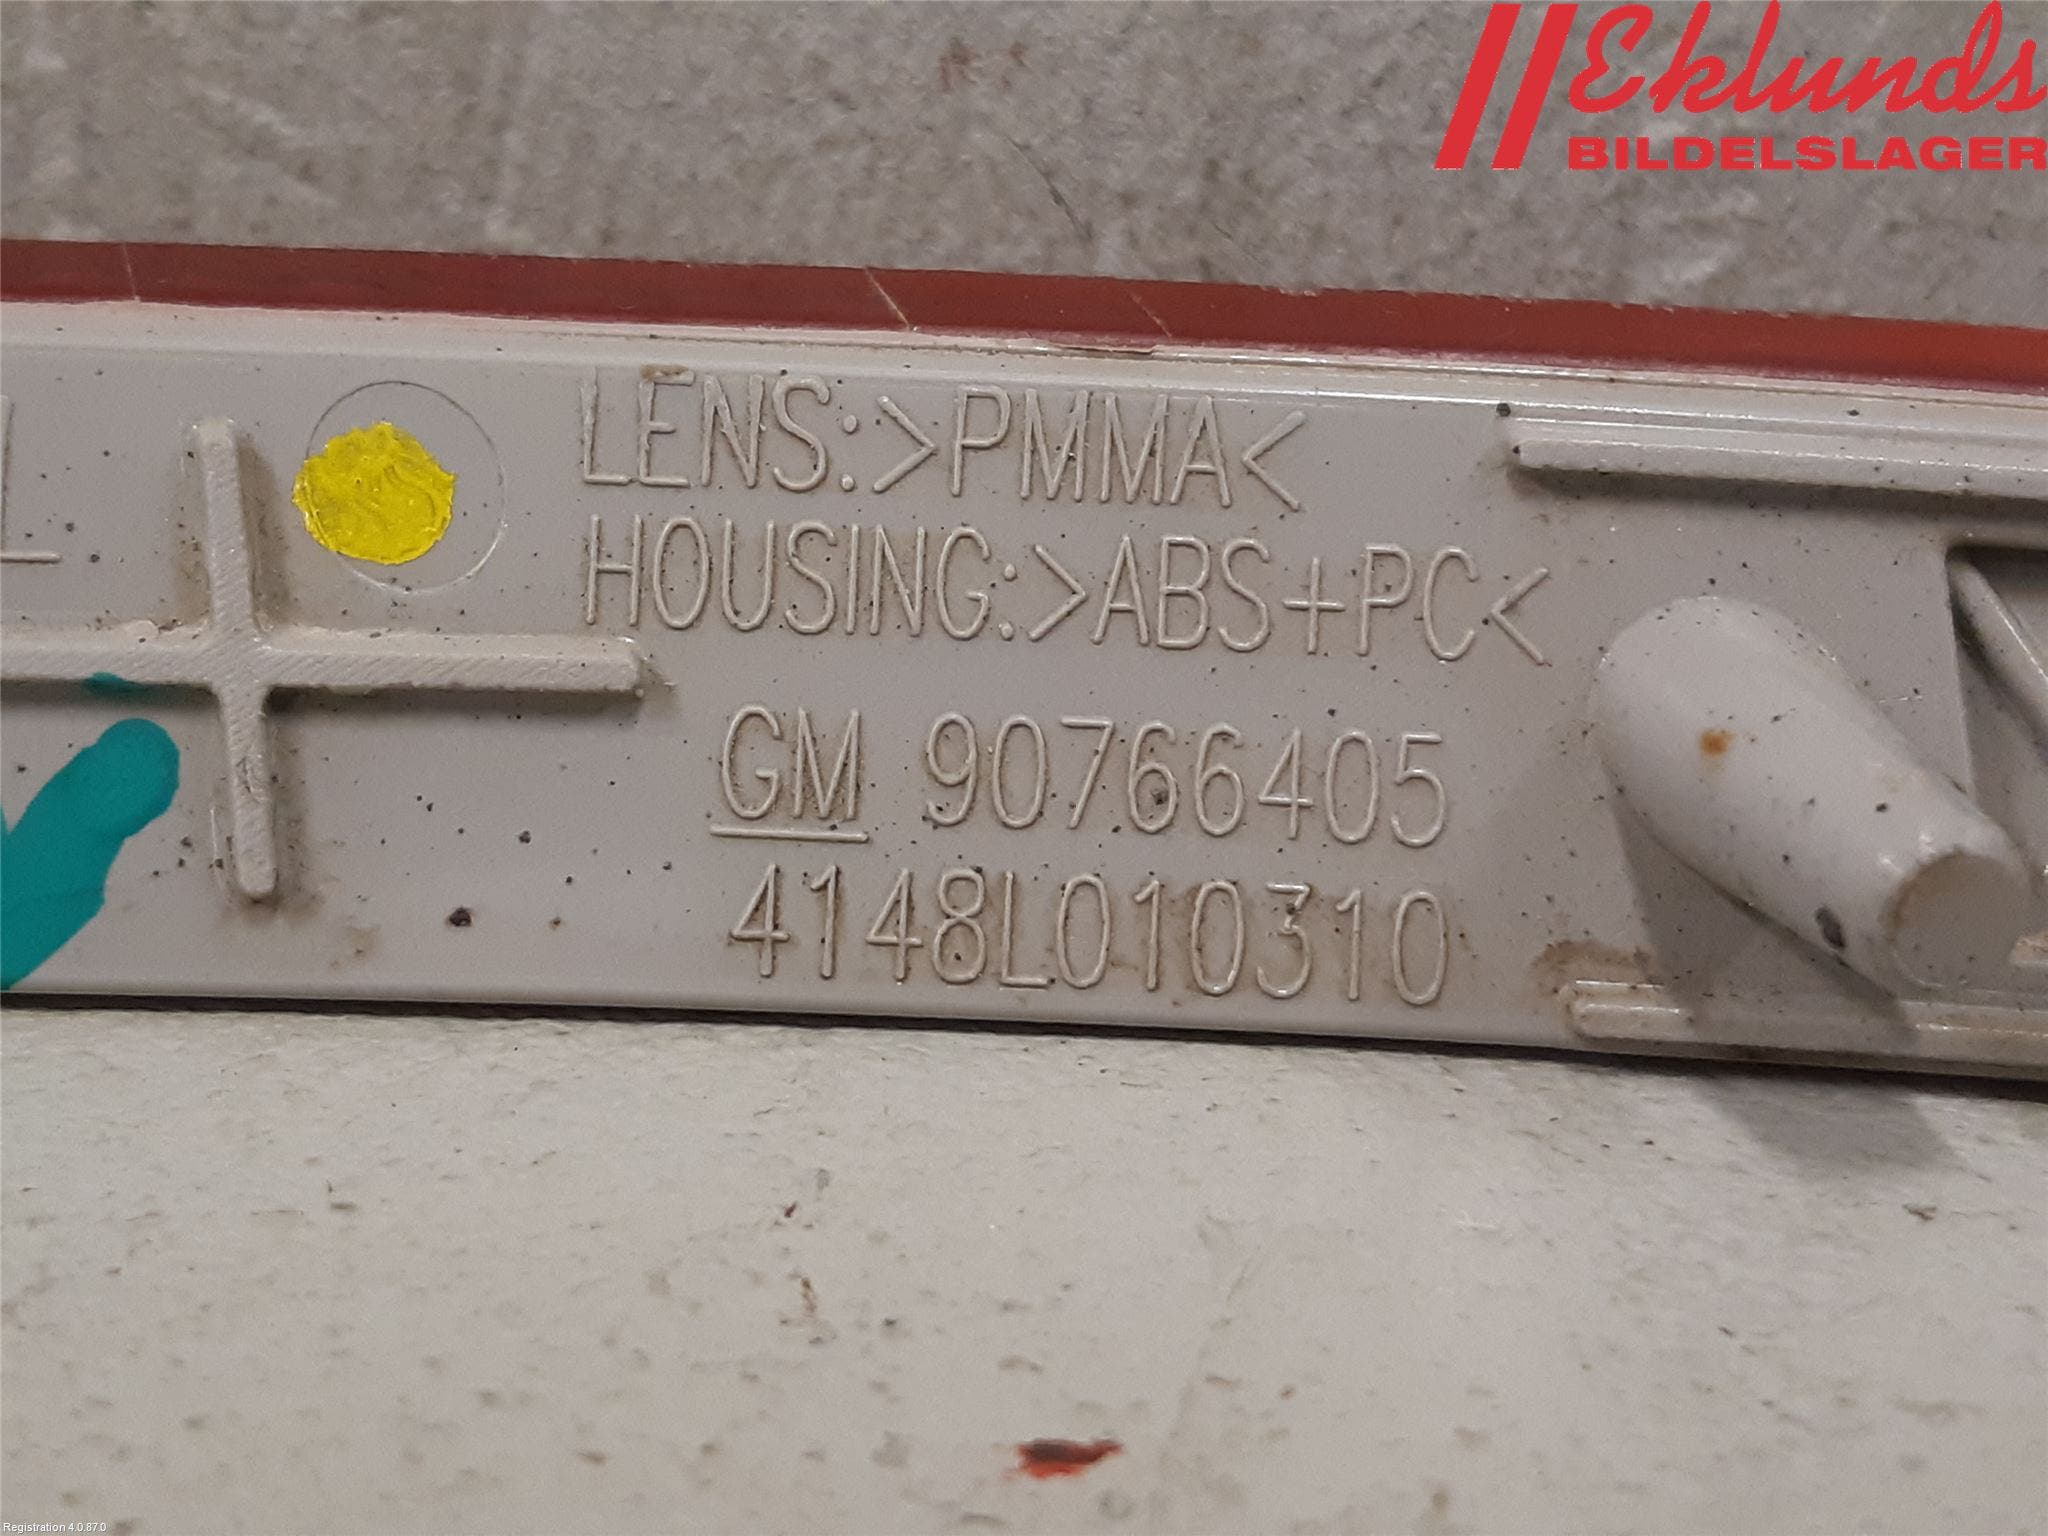 Eklunds
BILDELSLAGER
LENS:>PMMA<
HOUSING:>ABS+PC<
GM 90766405
4148L010310
Registration 4.0.87.0